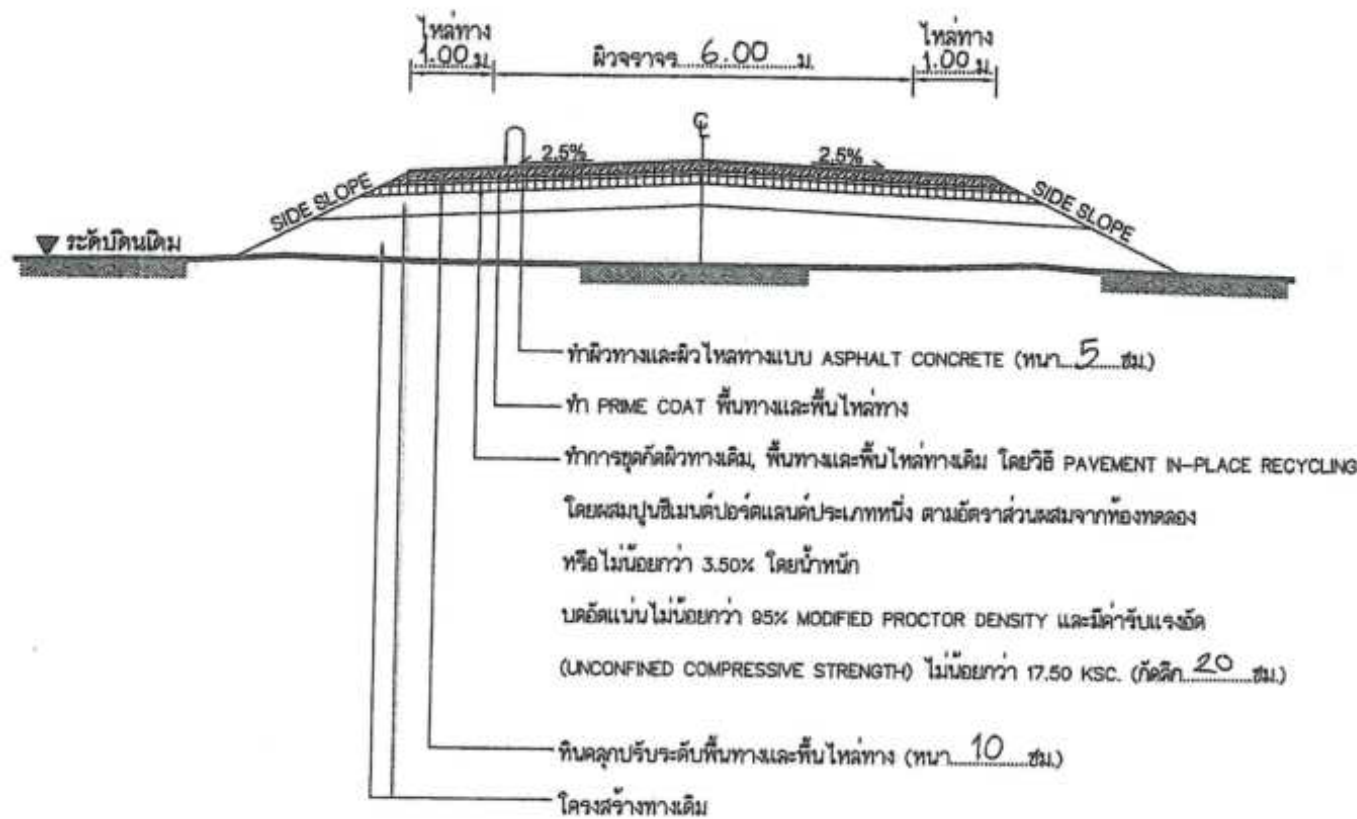 ไหล่ทาง
1.00 ม.
ผิวจราจร 6.00 ม.
ไหล่ทาง
1.00 ม.
℄
2.5%
2.5%
SIDE SLOPE
SIDE SLOPE
ระดับดินเดิม
ทำผิวทางและผิวไหล่ทางแบบ ASPHALT CONCRETE (หนา 5 ซม.)
ทำ PRIME COAT พื้นทางและพื้นไหล่ทาง
ทำการขุดกัดผิวทางเดิม, พื้นทางและพื้นไหล่ทางเดิม โดยวิธี PAVEMENT IN-PLACE RECYCLING
โดยผสมปูนซีเมนต์ปอร์ตแลนด์ประเภทหนึ่ง ตามอัตราส่วนผสมจากห้องทดลอง
หรือไม่น้อยกว่า 3.50% โดยน้ำหนัก
บดอัดแน่นไม่น้อยกว่า 95% MODIFIED PROCTOR DENSITY และมีค่ารับแรงอัด
(UNCONFINED COMPRESSIVE STRENGTH) ไม่น้อยกว่า 17.50 KSC. (กัดลึก 20 ซม.)
หินคลุกปรับระดับพื้นทางและพื้นไหล่ทาง (หนา 10 ซม.)
โครงสร้างทางเดิม